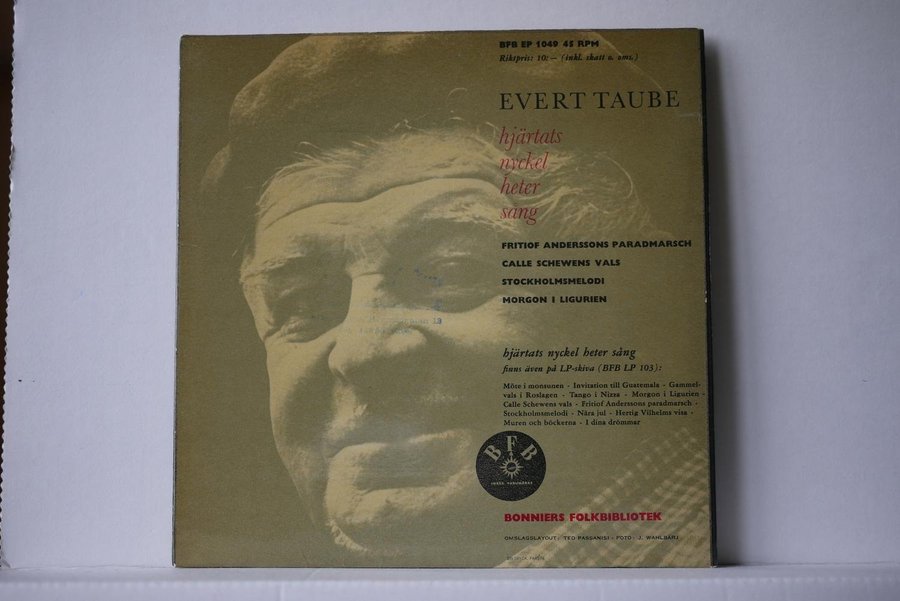 BFB EP 1049 45 RPM
Rikspris: 10:— (inkl. skatt o. oms.)
EVERT TAUBE
hjärtats
nyckel
heter
sång
FRITIOF ANDERSSONS PARADMARSCH
CALLE SCHEWENS VALS
STOCKHOLMSMELODI
MORGON I LIGURIEN
hjärtats nyckel heter sång
finns även på LP-skiva (BFB LP 103):
Möte i monsunen · Invitation till Guatemala · Gammel-
vals i Roslagen · Tango i Nizza · Morgon i Ligurien ·
Calle Schewens vals · Fritiof Anderssons paradmarsch ·
Stockholmsmelodi · Nära jul · Hertig Vilhelms visa ·
Muren och böckerna · I dina drömmar
BFB
BONNIERS FOLKBIBLIOTEK
OMSLAGSLAYOUT: TED PASSANISI · FOTO: J. WAHLBÄRJ